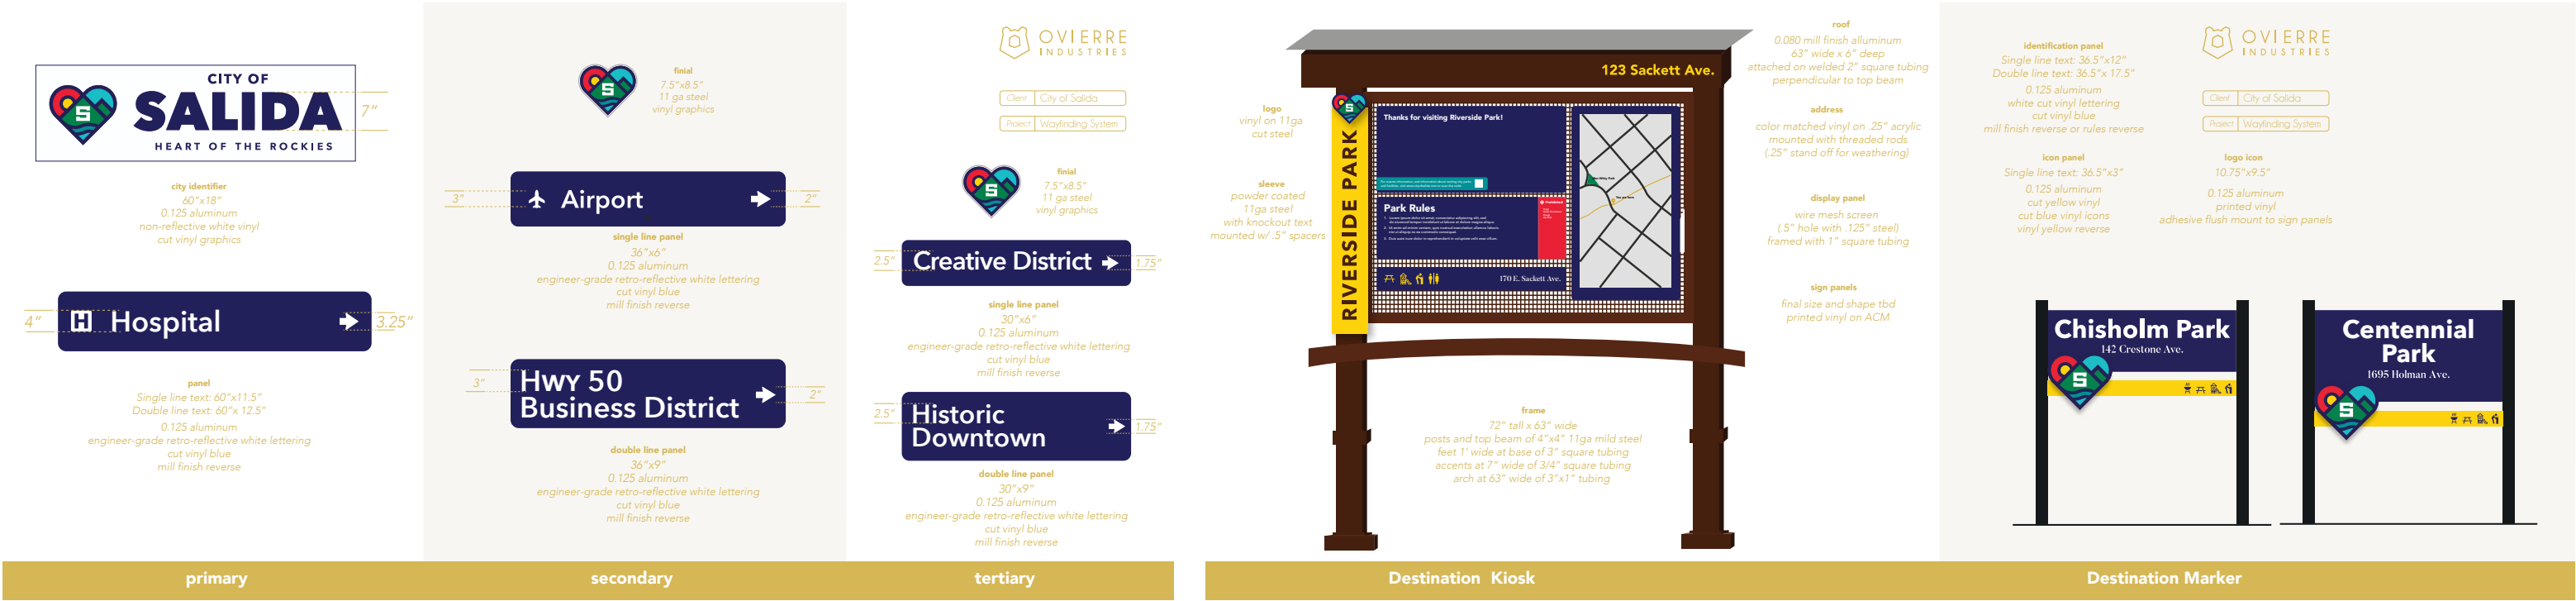 CITY OF
SALIDA
HEART OF THE ROCKIES
7"
city identifier
60"x18"
0.125 aluminum
non-reflective white vinyl
cut vinyl graphics
4"
H Hospital
3.25"
panel
Single line text: 60"x11.5"
Double line text: 60"x 12.5"
0.125 aluminum
engineer-grade retro-reflective white lettering
cut vinyl blue
mill finish reverse
primary
S
finial
7.5"x8.5"
11 ga steel
vinyl graphics
3"
Airport
2"
single line panel
36"x6"
0.125 aluminum
engineer-grade retro-reflective white lettering
cut vinyl blue
mill finish reverse
3"
Hwy 50
Business District
2"
double line panel
36"x9"
0.125 aluminum
engineer-grade retro-reflective white lettering
cut vinyl blue
mill finish reverse
secondary
OVIERRE
INDUSTRIES
Client City of Salida
Project Wayfinding System
S
finial
7.5"x8.5"
11 ga steel
vinyl graphics
2.5"
Creative District
1.75"
single line panel
30"x6"
0.125 aluminum
engineer-grade retro-reflective white lettering
cut vinyl blue
mill finish reverse
2.5"
Historic
Downtown
1.75"
double line panel
30"x9"
0.125 aluminum
engineer-grade retro-reflective white lettering
cut vinyl blue
mill finish reverse
tertiary
logo
vinyl on 11ga
cut steel
sleeve
powder coated
11ga steel
with knockout text
mounted w/ .5" spacers
123 Sackett Ave.
S
RIVERSIDE PARK
Thanks for visiting Riverside Park!
Park Rules
170 E. Sackett Ave.
roof
0.080 mill finish alluminum
63" wide x 6" deep
attached on welded 2" square tubing
perpendicular to top beam
address
color matched vinyl on .25" acrylic
mounted with threaded rods
(.25" stand off for weathering)
display panel
wire mesh screen
(.5" hole with .125" steel)
framed with 1" square tubing
sign panels
final size and shape tbd
printed vinyl on ACM
frame
72" tall x 63" wide
posts and top beam of 4"x4" 11ga mild steel
feet 1' wide at base of 3" square tubing
accents at 7" wide of 3/4" square tubing
arch at 63" wide of 3"x1" tubing
Destination Kiosk
identification panel
Single line text: 36.5"x12"
Double line text: 36.5"x 17.5"
0.125 aluminum
white cut vinyl lettering
cut vinyl blue
mill finish reverse or rules reverse
icon panel
Single line text: 36.5"x3"
0.125 aluminum
cut yellow vinyl
cut blue vinyl icons
vinyl yellow reverse
OVIERRE
INDUSTRIES
Client City of Salida
Project Wayfinding System
logo icon
10.75"x9.5"
0.125 aluminum
printed vinyl
adhesive flush mount to sign panels
Chisholm Park
142 Crestone Ave.
S
Centennial
Park
1695 Holman Ave.
S
Destination Marker